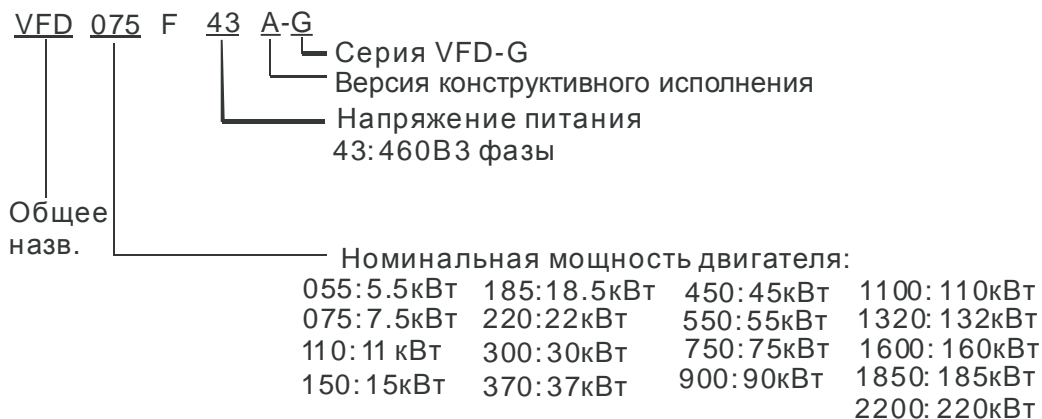 VFD 075 F 43 A-G
Серия VFD-G
Версия конструктивного исполнения
Напряжение питания
43:460В3 фазы
Общее
назв.
Номинальная мощность двигателя:
055:5.5кВт 185:18.5кВт 450:45кВт 1100:110кВт
075:7.5кВт 220:22кВт 550:55кВт 1320:132кВт
110:11 кВт 300:30кВт 750:75кВт 1600:160кВт
150:15кВт 370:37кВт 900:90кВт 1850:185кВт
2200:220кВт